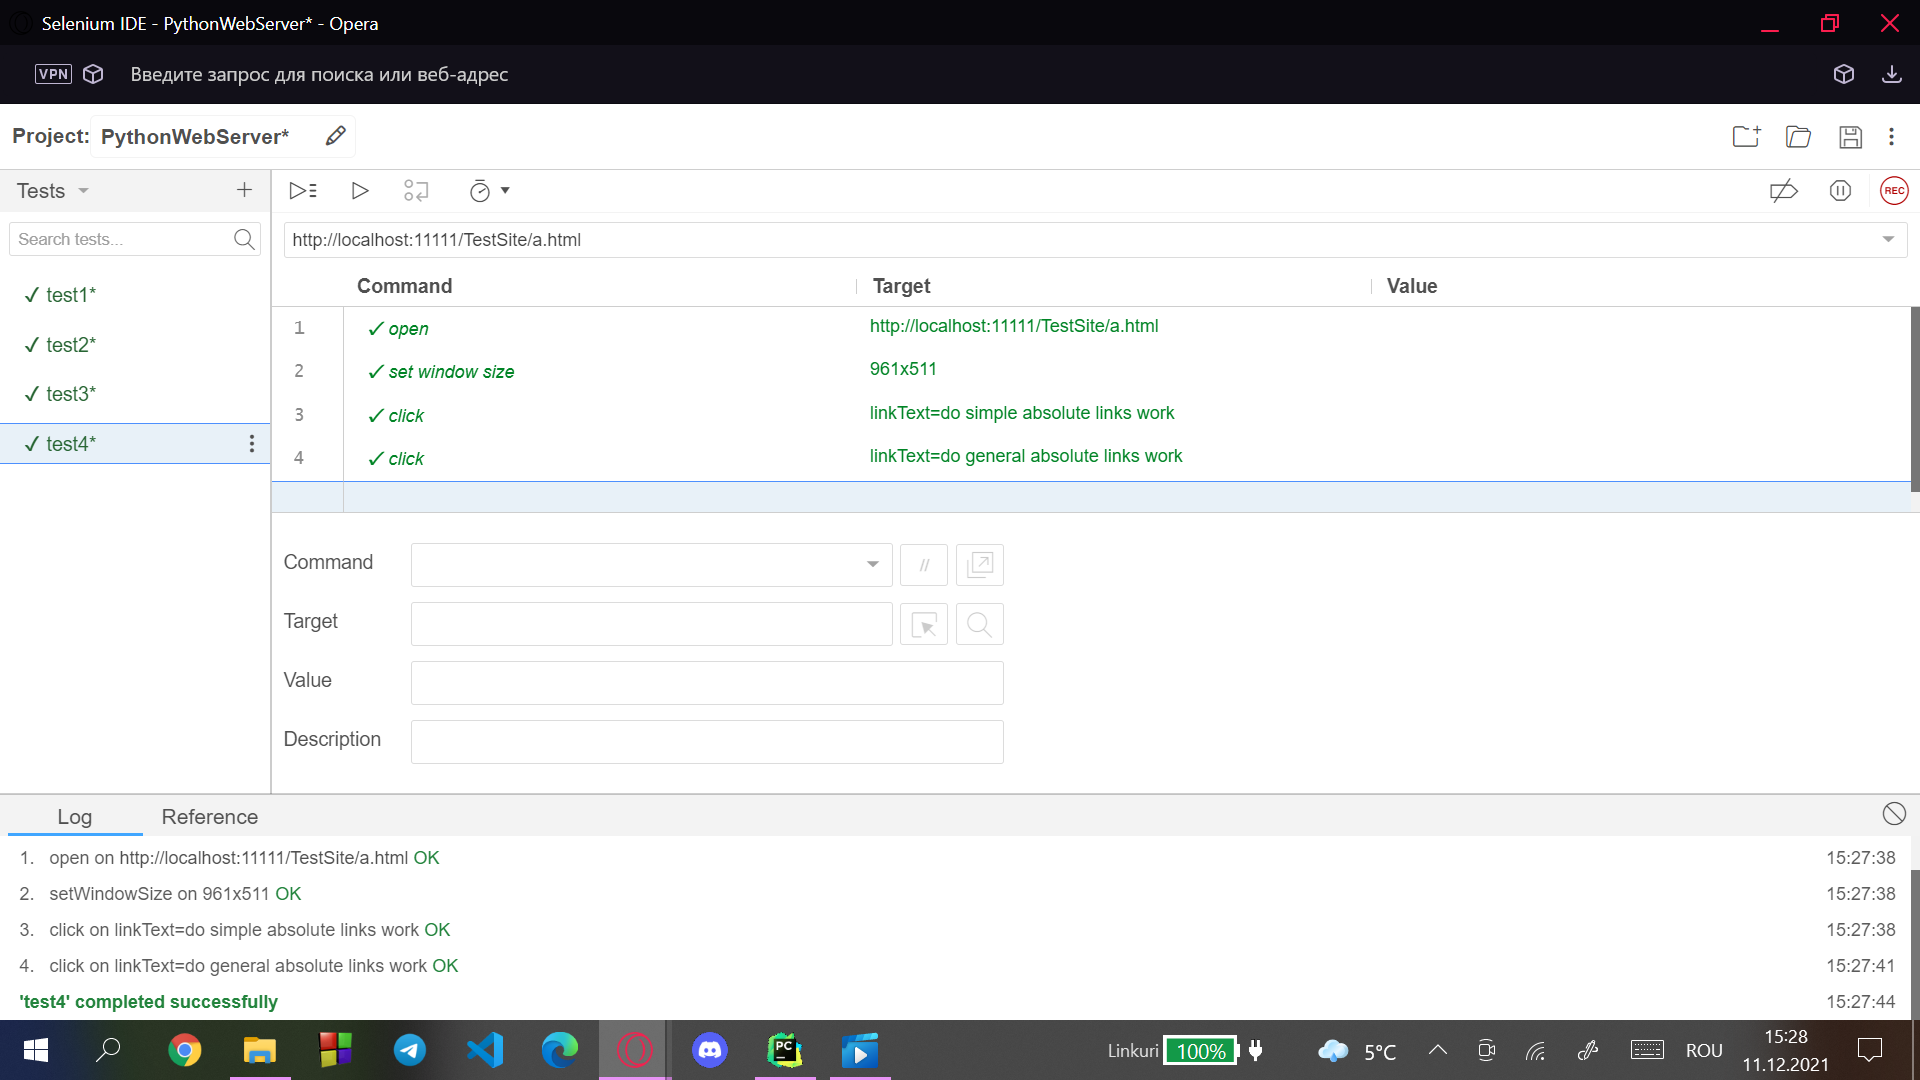 Selenium IDE - PythonWebServer* - Opera
VPN Введите запрос для поиска или веб-адрес
Project: PythonWebServer*
Tests
REC
Search tests...
http://localhost:11111/TestSite/a.html
Command Target Value
test1*
test2*
test3*
test4*
1 open http://localhost:11111/TestSite/a.html
2 set window size 961x511
3 click linkText=do simple absolute links work
4 click linkText=do general absolute links work
Command //
Target
Value
Description
Log Reference
1. open on http://localhost:11111/TestSite/a.html OK 15:27:38
2. setWindowSize on 961x511 OK 15:27:38
3. click on linkText=do simple absolute links work OK 15:27:38
4. click on linkText=do general absolute links work OK 15:27:41
'test4' completed successfully 15:27:44
PC
Linkuri 100% 5°C ROU 15:28
11.12.2021